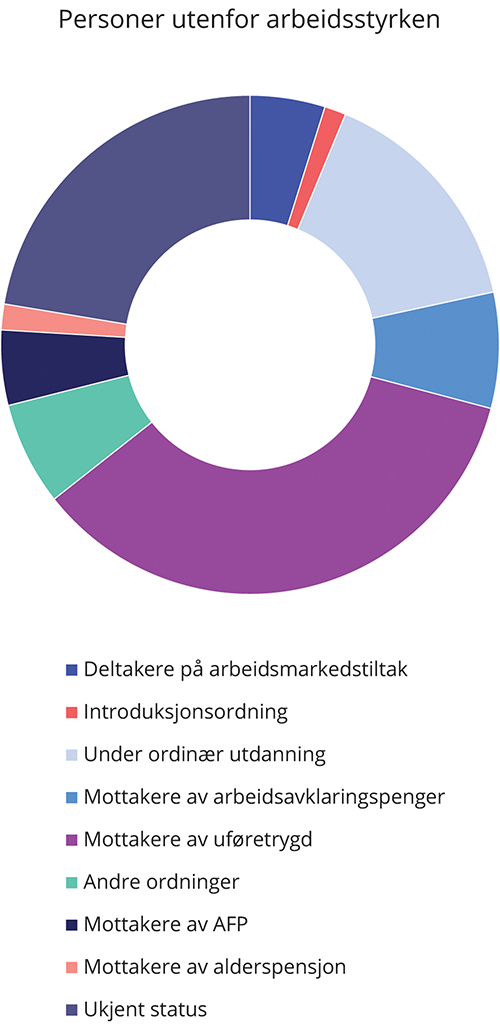 Personer utenfor arbeidsstyrken
Deltakere på arbeidsmarkedstiltak
Introduksjonsordning
Under ordinær utdanning
Mottakere av arbeidsavklaringspenger
Mottakere av uføretrygd
Andre ordninger
Mottakere av AFP
Mottakere av alderspensjon
Ukjent status